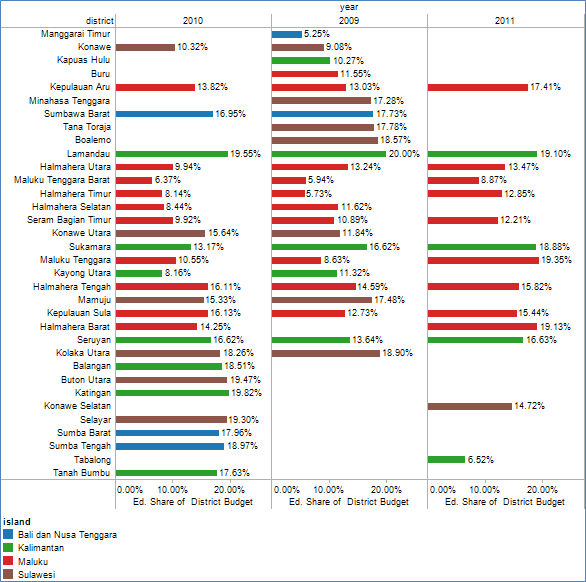 year
district 2010 2009 2011
Manggarai Timur 5.25%
Konawe 10.32% 9.08%
Kapuas Hulu 10.27%
Buru 11.55%
Kepulauan Aru 13.82% 13.03% 17.41%
Minahasa Tenggara 17.28%
Sumbawa Barat 16.95% 17.73%
Tana Toraja 17.78%
Boalemo 18.57%
Lamandau 19.55% 20.00% 19.10%
Halmahera Utara 9.94% 13.24% 13.47%
Maluku Tenggara Barat 6.37% 5.94% 8.87%
Halmahera Timur 8.14% 5.73% 12.85%
Halmahera Selatan 8.44% 11.62%
Seram Bagian Timur 9.92% 10.89% 12.21%
Konawe Utara 15.64% 11.84%
Sukamara 13.17% 16.62% 18.88%
Maluku Tenggara 10.55% 8.63% 19.35%
Kayong Utara 8.16% 11.32%
Halmahera Tengah 16.11% 14.59% 15.82%
Mamuju 15.33% 17.48%
Kepulauan Sula 16.13% 12.73% 15.44%
Halmahera Barat 14.25% 19.13%
Seruyan 16.62% 13.64% 16.63%
Kolaka Utara 18.26% 18.90%
Balangan 18.51%
Buton Utara 19.47%
Katingan 19.82%
Konawe Selatan 14.72%
Selayar 19.30%
Sumba Barat 17.96%
Sumba Tengah 18.97%
Tabalong 6.52%
Tanah Bumbu 17.63%
0.00% 10.00% 20.00% 0.00% 10.00% 20.00% 0.00% 10.00% 20.00%
Ed. Share of District Budget Ed. Share of District Budget Ed. Share of District Budget
island
Bali dan Nusa Tenggara
Kalimantan
Maluku
Sulawesi